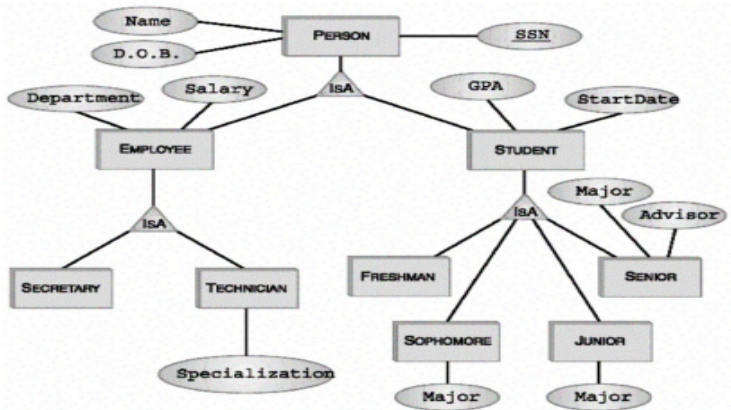 Name
PERSON
SSN
D.O.B.
IsA
Department
Salary
GPA
StartDate
EMPLOYEE
STUDENT
IsA
IsA
Major
Advisor
SECRETARY
TECHNICIAN
FRESHMAN
SENIOR
SOPHOMORE
JUNIOR
Specialization
Major
Major